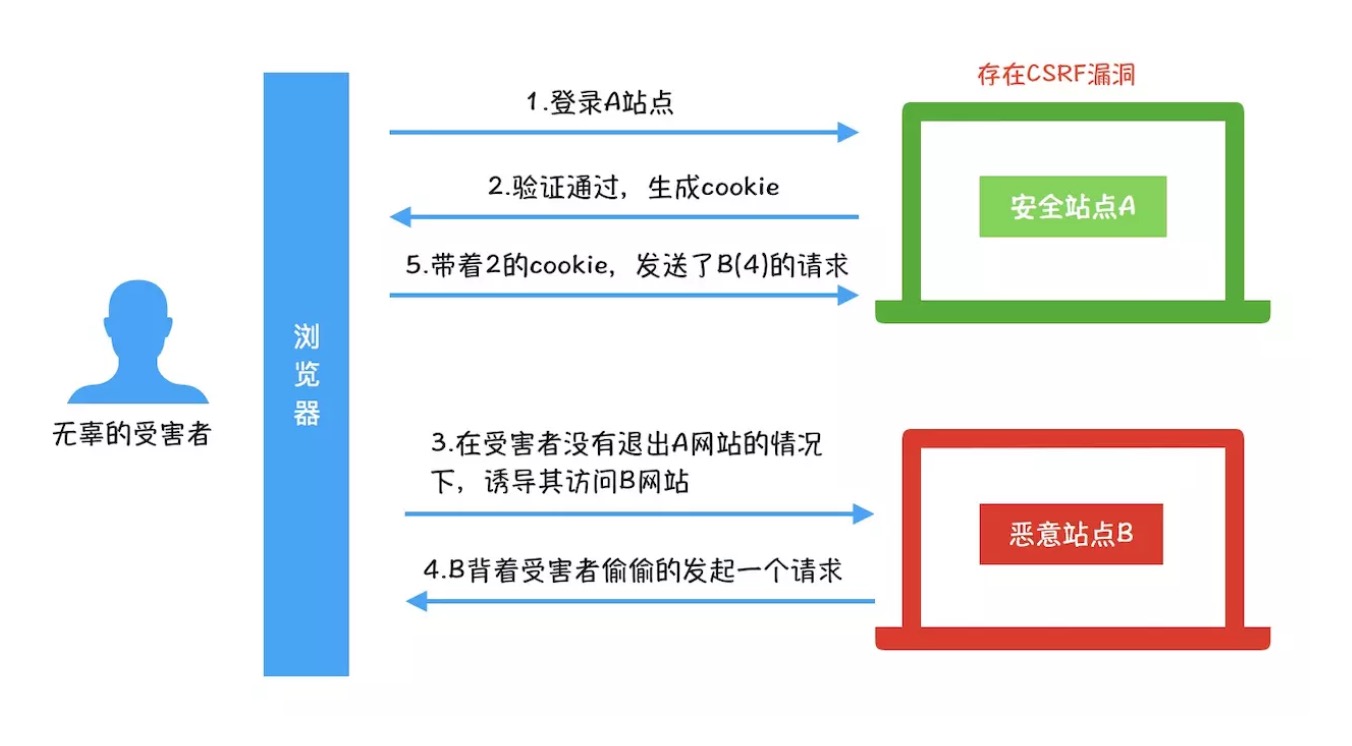 存在CSRF漏洞
1.登录A站点
2.验证通过，生成cookie
安全站点A
5.带着2的cookie，发送了B(4)的请求
浏览器
无辜的受害者
3.在受害者没有退出A网站的情况
下，诱导其访问B网站
恶意站点B
4.B背着受害者偷偷的发起一个请求